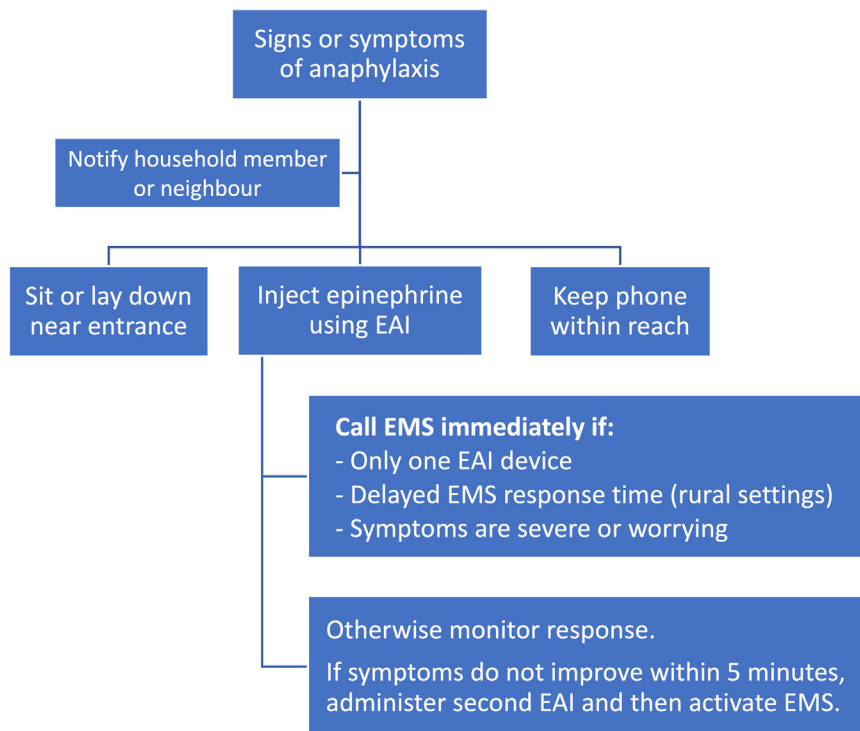 Signs or symptoms
of anaphylaxis
Notify household member
or neighbour
Sit or lay down
near entrance
Inject epinephrine
using EAI
Keep phone
within reach
Call EMS immediately if:
- Only one EAI device
- Delayed EMS response time (rural settings)
- Symptoms are severe or worrying
Otherwise monitor response.
If symptoms do not improve within 5 minutes,
administer second EAI and then activate EMS.